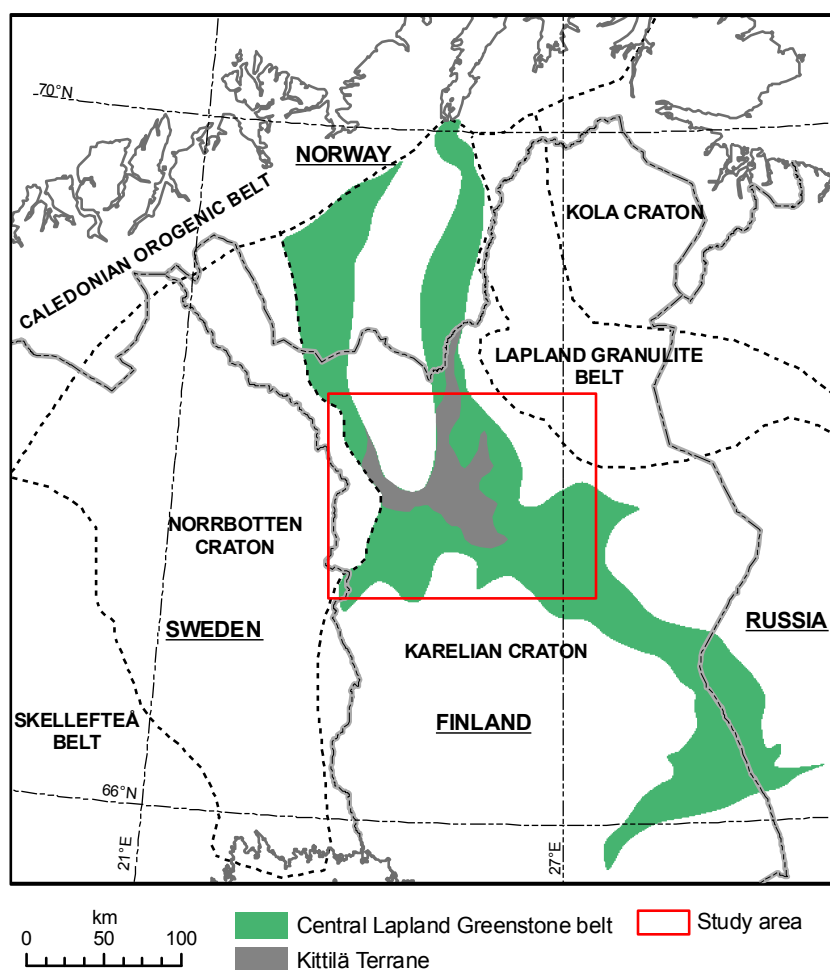 70°N
NORWAY
KOLA CRATON
CALEDONIAN OROGENIC BELT
LAPLAND GRANULITE
BELT
NORRBOTTEN
CRATON
SWEDEN
RUSSIA
KARELIAN CRATON
SKELLEFTEÅ
BELT
FINLAND
66°N
21°E
27°E
km
0 50 100
Central Lapland Greenstone belt
Study area
Kittilä Terrane